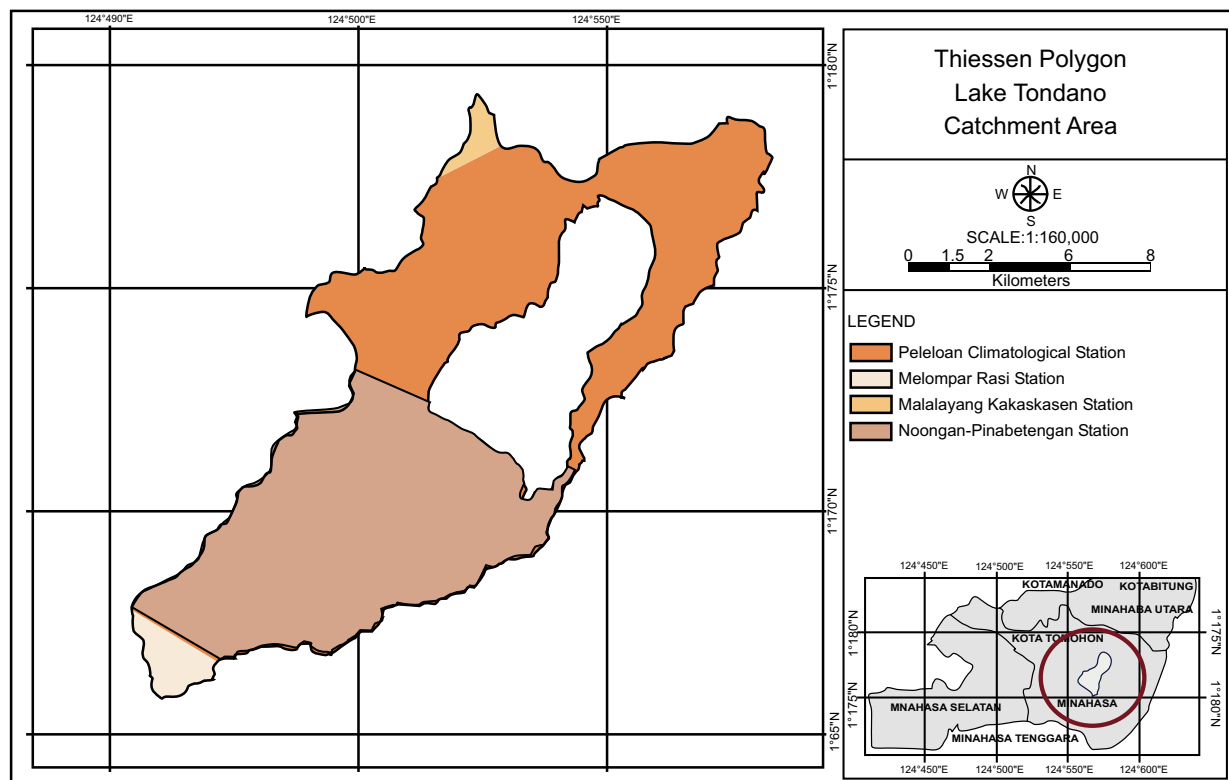 124°490"E 124°500"E 124°550"E
1°180"N
1°175"N
1°170"N
1°65"N
Thiessen Polygon
Lake Tondano
Catchment Area
N
W E
S
SCALE:1:160,000
0 1.5 2 6 8
Kilometers
LEGEND
Peleloan Climatological Station
Melompar Rasi Station
Malalayang Kakaskasen Station
Noongan-Pinabetengan Station
124°450"E 124°500"E 124°550"E 124°600"E
KOTAMANADO KOTABITUNG
MINAHABA UTARA
1°180"N 1°175"N
KOTA TOMOHON
1°175"N 1°180"N
MNAHASA SELATAN MINAHASA
MINAHASA TENGGARA
124°450"E 124°500"E 124°550"E 124°600"E